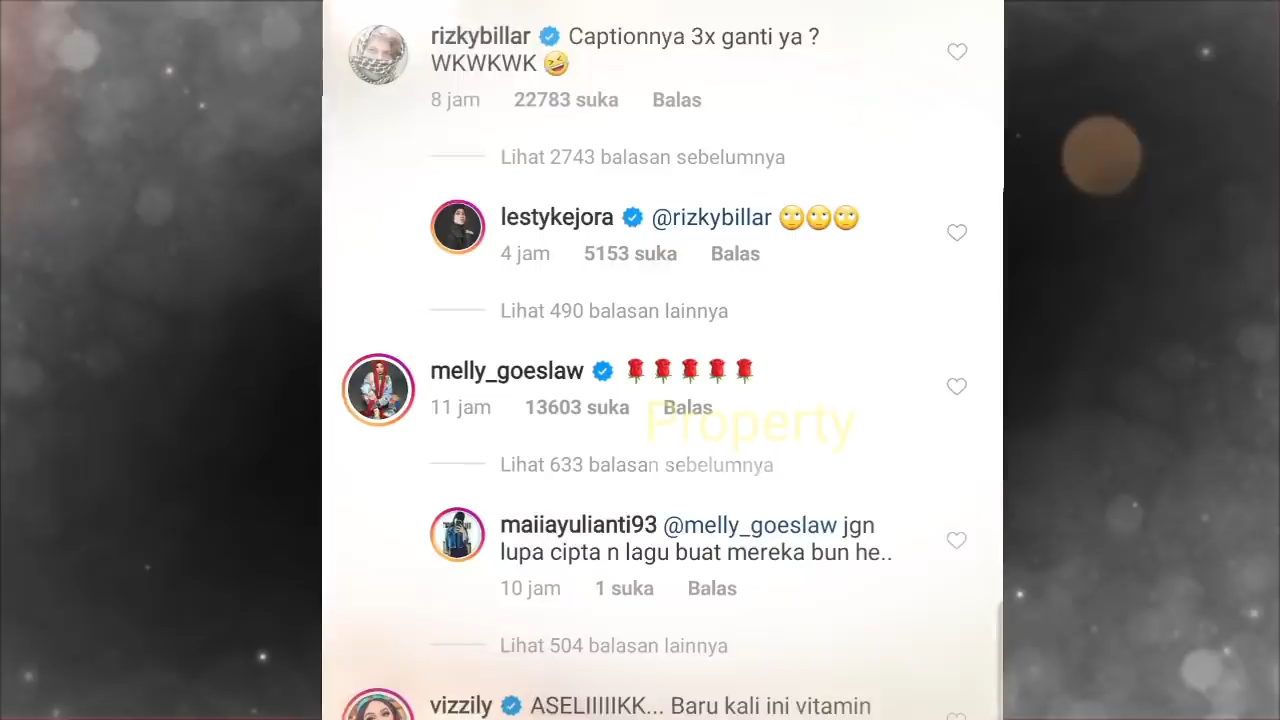 rizkybillar Captionnya 3x ganti ya ?
WKWKWK 🤣
8 jam 22783 suka Balas
Lihat 2743 balasan sebelumnya
lestykejora @rizkybillar 🙄🙄🙄
4 jam 5153 suka Balas
Lihat 490 balasan lainnya
melly_goeslaw 🌹🌹🌹🌹🌹
11 jam 13603 suka Balas
Property
Lihat 633 balasan sebelumnya
maiiayulianti93 @melly_goeslaw jgn
lupa cipta n lagu buat mereka bun he..
10 jam 1 suka Balas
Lihat 504 balasan lainnya
vizzily ASELIIIIIKK... Baru kali ini vitamin